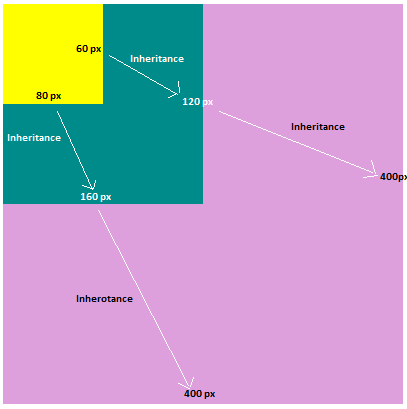 60 px
Inheritance
80 px
120 px
Inheritance
Inheritance
400px
160 px
Inherotance
400 px